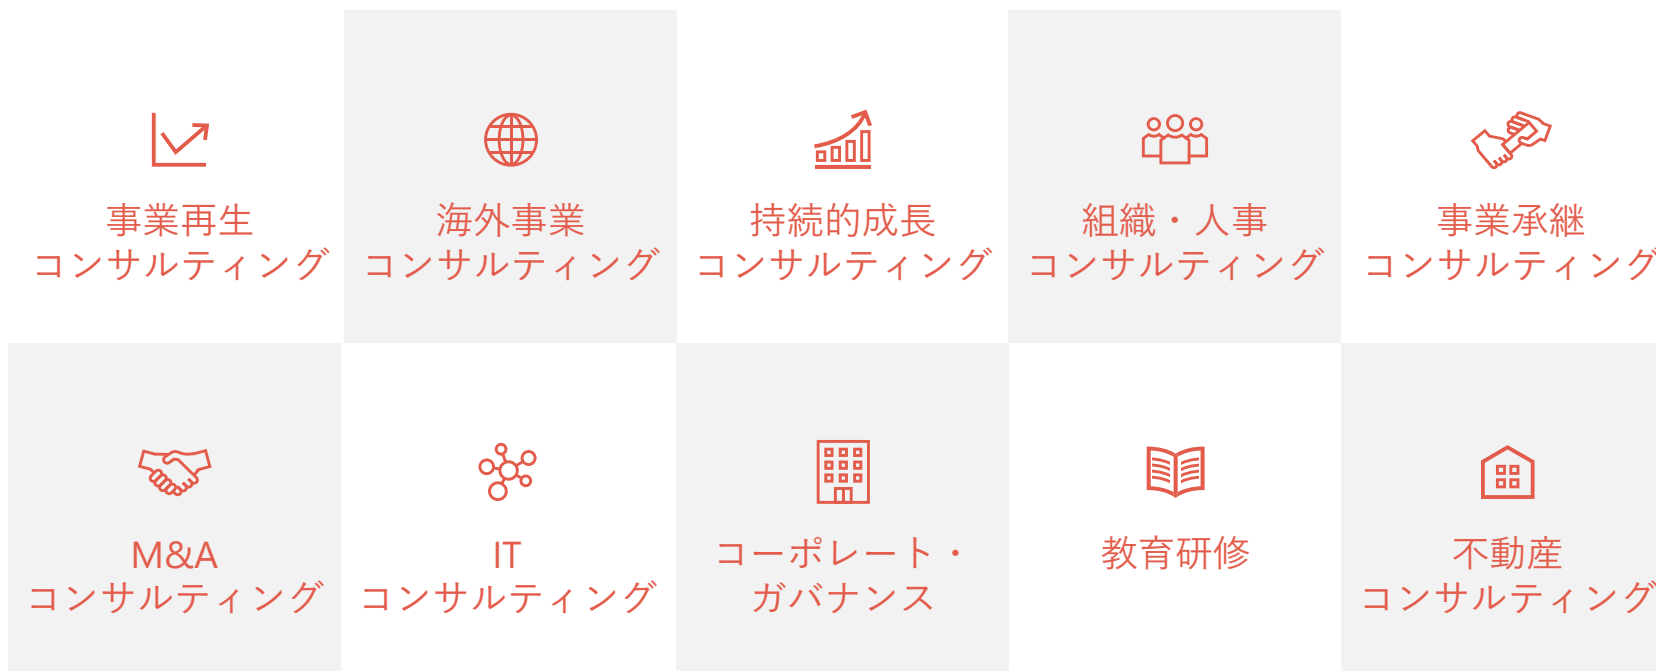 事業再生
コンサルティング
海外事業
コンサルティング
持続的成長
コンサルティング
組織・人事
コンサルティング
事業承継
コンサルティング
M&A
コンサルティング
IT
コンサルティング
コーポレート・
ガバナンス
教育研修
不動産
コンサルティング